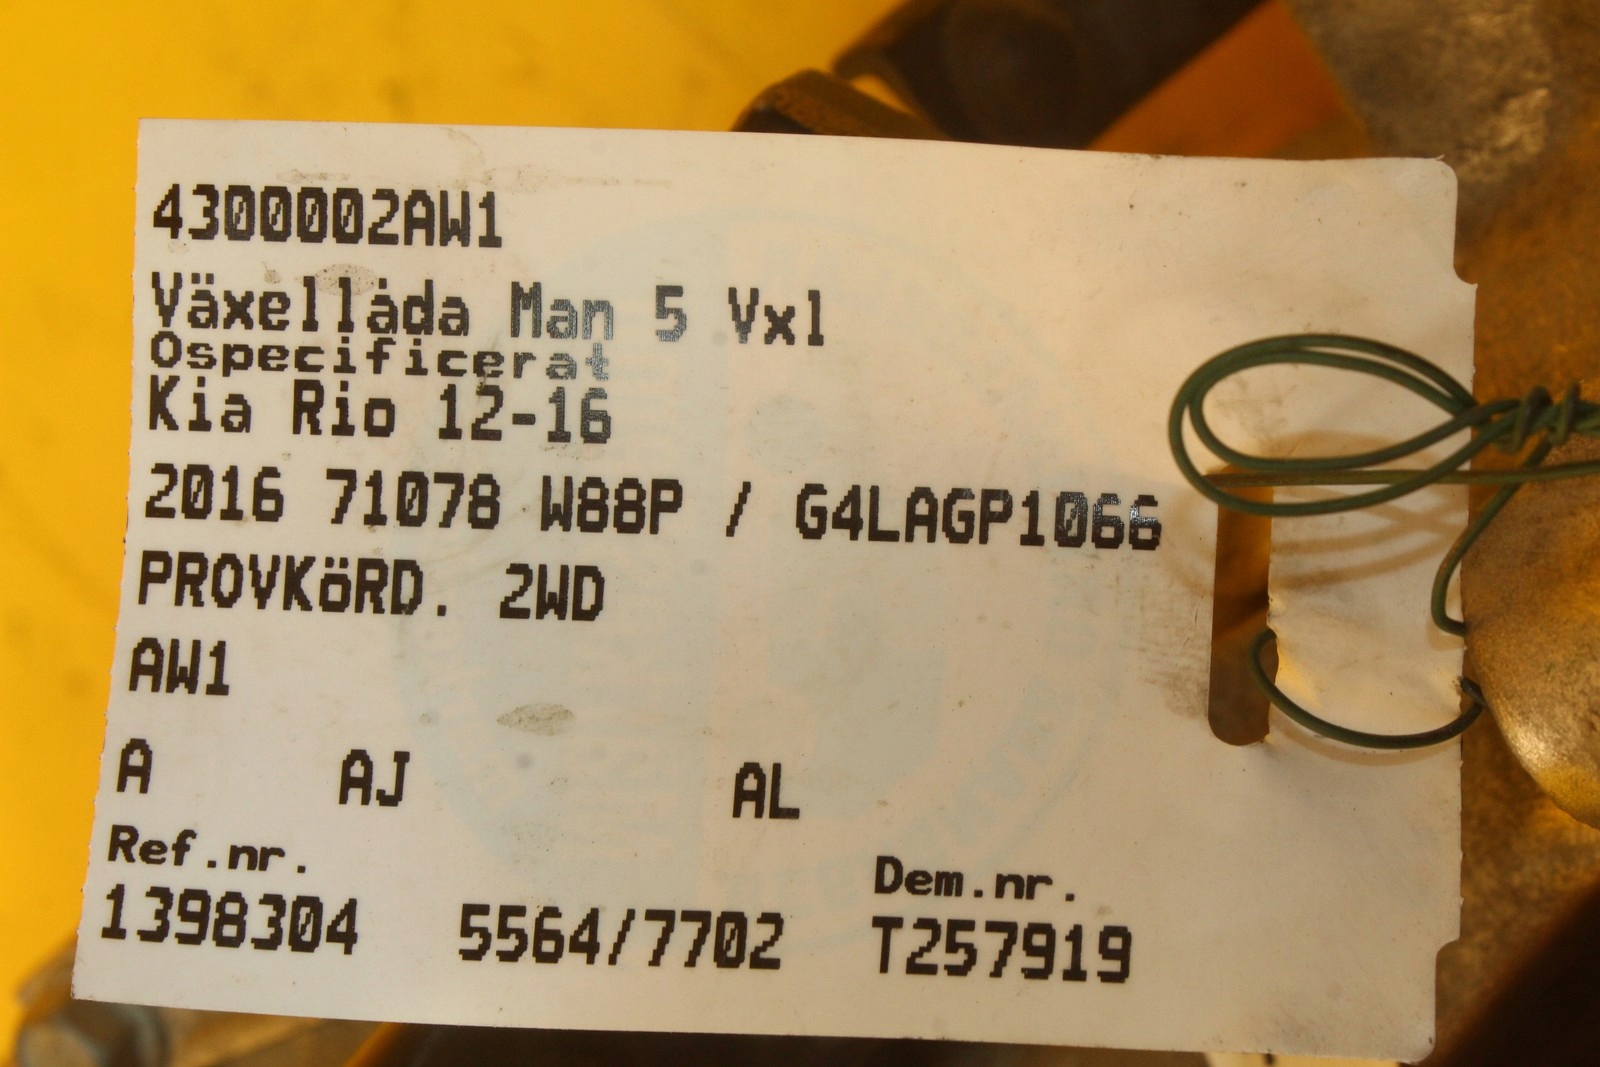 4300002AW1
Växellåda Man 5 Vxl
Ospecificerat
Kia Rio 12-16
2016 71078 W88P / G4LAGP1066
PROVKöRD. 2WD
AW1
A AJ AL
Ref.nr. Dem.nr.
1398304 5564/7702 T257919